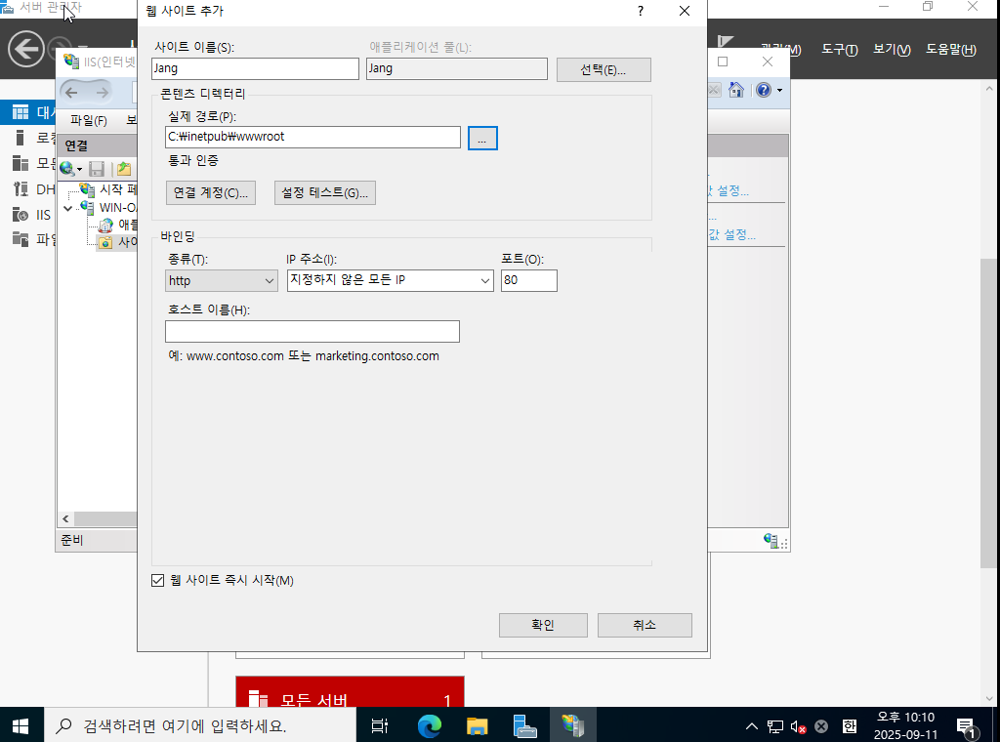 서버 관리자
웹 사이트 추가
?
관리(M) 도구(T) 보기(V) 도움말(H)
IIS(인터넷
사이트 이름(S):
애플리케이션 풀(L):
Jang
Jang
선택(E)...
콘텐츠 디렉터리
실제 경로(P):
C:₩inetpub₩wwwroot
...
통과 인증
연결 계정(C)...
설정 테스트(G)...
바인딩
종류(T):
IP 주소(I):
포트(O):
http
지정하지 않은 모든 IP
80
호스트 이름(H):
예: www.contoso.com 또는 marketing.contoso.com
웹 사이트 즉시 시작(M)
확인
취소
파일(F)
연결
시작 페
WIN-O
애플
사이
준비
DH
IIS
파일
값 설정...
값 설정...
모든 서버
1
검색하려면 여기에 입력하세요.
한
오후 10:10
2025-09-11
1